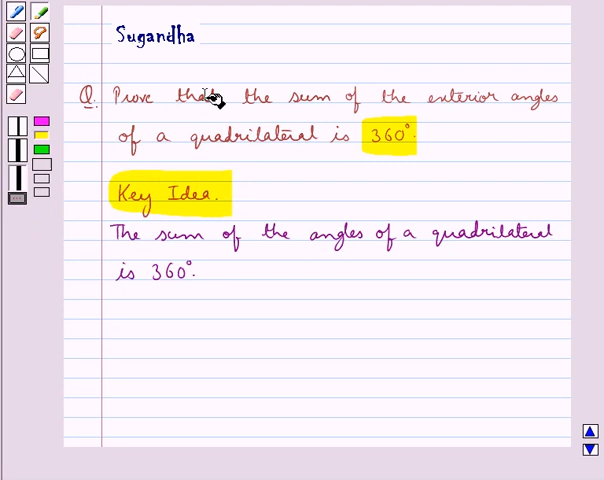 Sugandha
Q. Prove that the sum of the exterior angles
of a quadrilateral is 360°.
Key Idea.
The sum of the angles of a quadrilateral
is 360°.